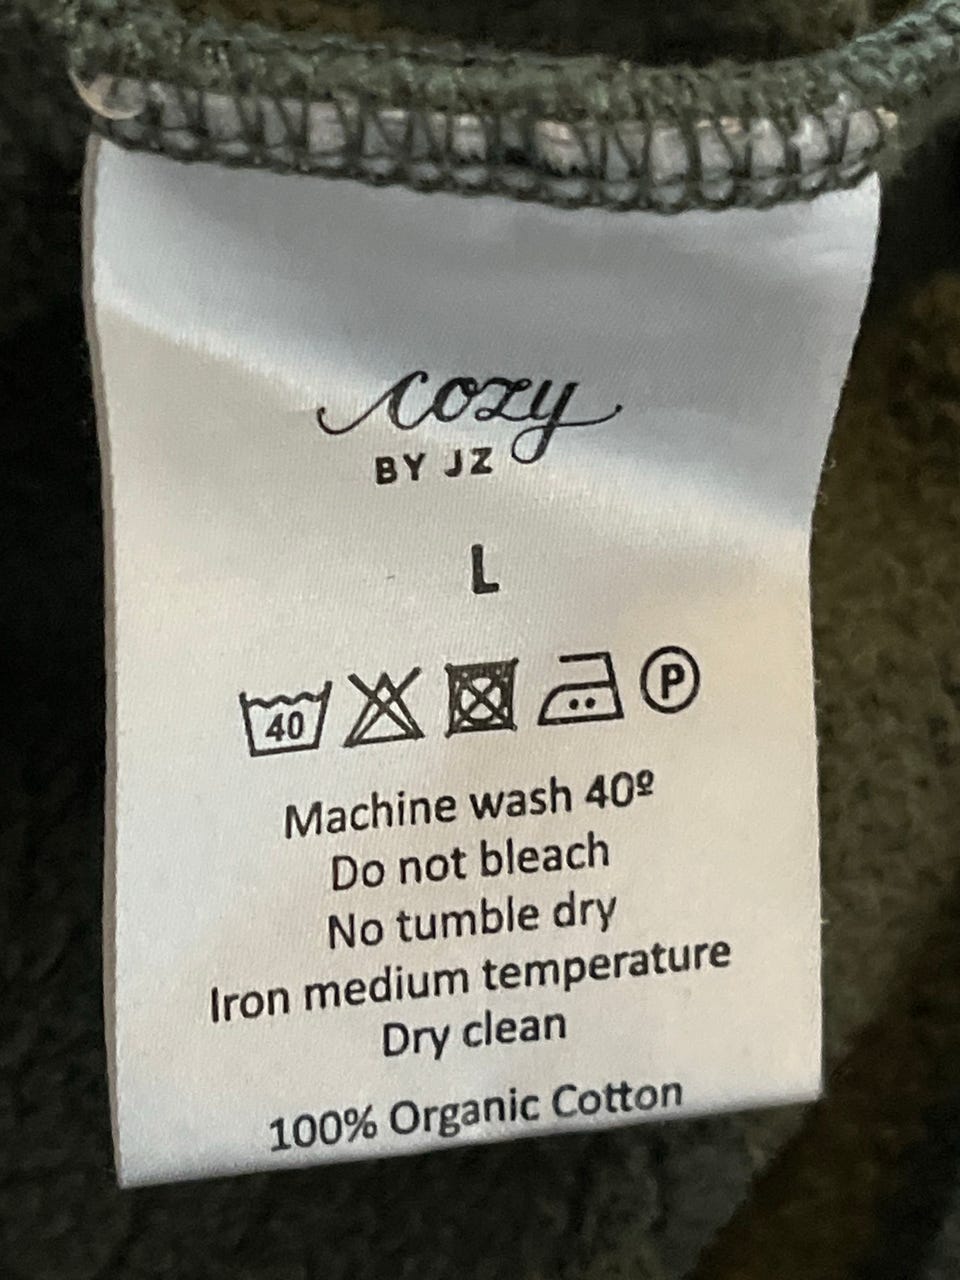 cozy
BY JZ
L
40 P
Machine wash 40º
Do not bleach
No tumble dry
Iron medium temperature
Dry clean
100% Organic Cotton